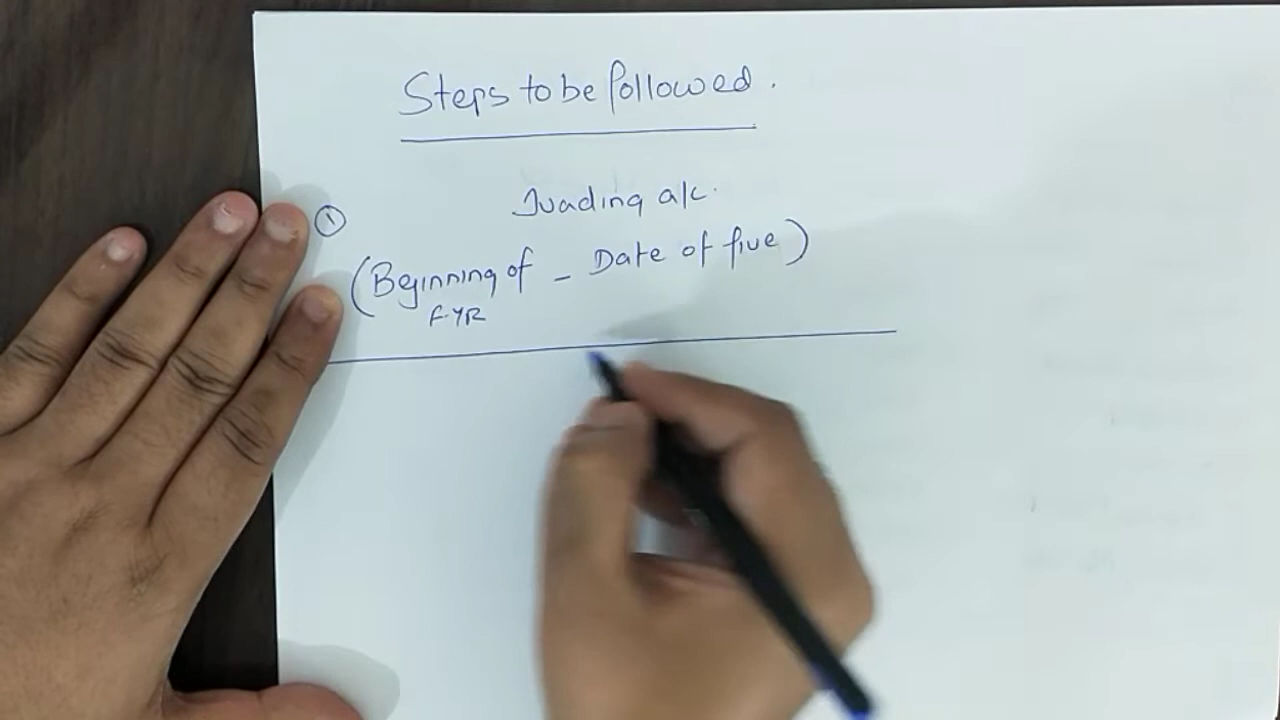 Steps to be followed.
① Trading a/c.
(Beginning of - Date of fire)
F.YR